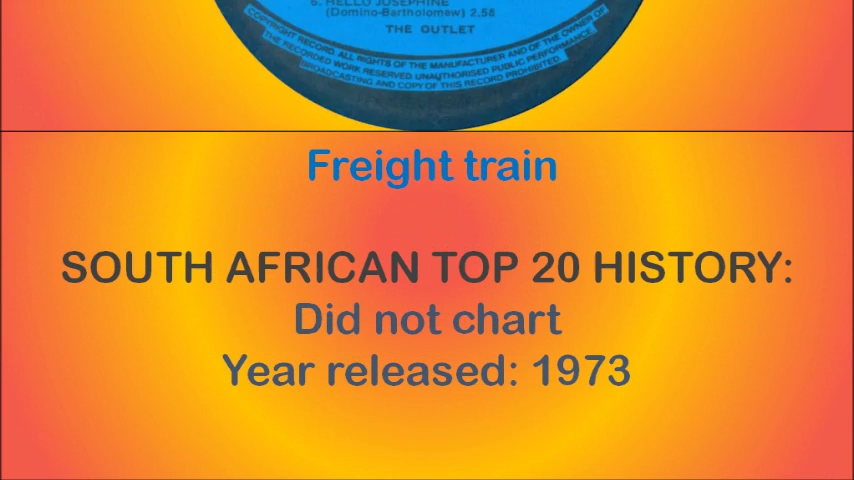 6. HELLO JOSEPHINE
(Domino-Bartholomew) 2.58
THE OUTLET
COPYRIGHT RECORD. ALL RIGHTS OF THE MANUFACTURER AND OF THE OWNER OF
THE RECORDED WORK RESERVED. UNAUTHORISED PUBLIC PERFORMANCE,
BROADCASTING AND COPY OF THIS RECORD PROHIBITED.
Freight train
SOUTH AFRICAN TOP 20 HISTORY:
Did not chart
Year released: 1973